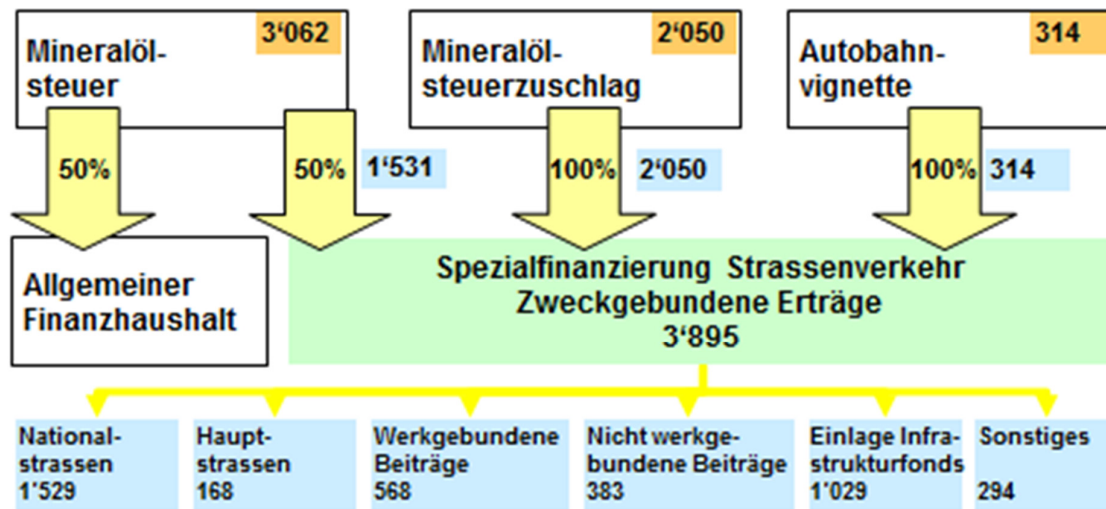 Mineralöl-
steuer
3‘062
Mineralöl-
steuerzuschlag
2‘050
Autobahn-
vignette
314
50%
50%
1‘531
100%
2‘050
100%
314
Allgemeiner
Finanzhaushalt
Spezialfinanzierung Strassenverkehr
Zweckgebundene Erträge
3‘895
National-
strassen
1‘529
Haupt-
strassen
168
Werkgebundene
Beiträge
568
Nicht werkge-
bundene Beiträge
383
Einlage Infra-
strukturfonds
1‘029
Sonstiges
294